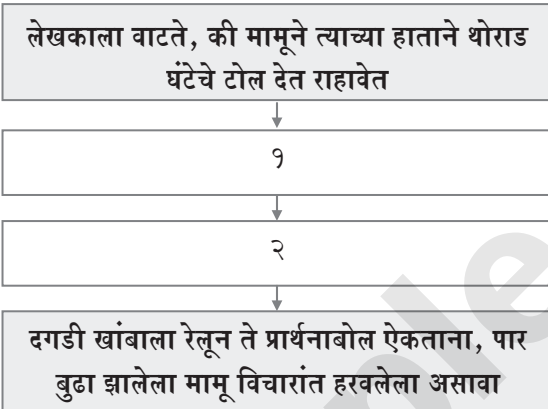 लेखकाला वाटते, की मामूने त्याच्या हाताने थोराड
घंटेचे टोल देत राहावेत
१
२
दगडी खांबाला रेलून ते प्रार्थनाबोल ऐकताना, पार
बुढा झालेला मामू विचारांत हरवलेला असावा